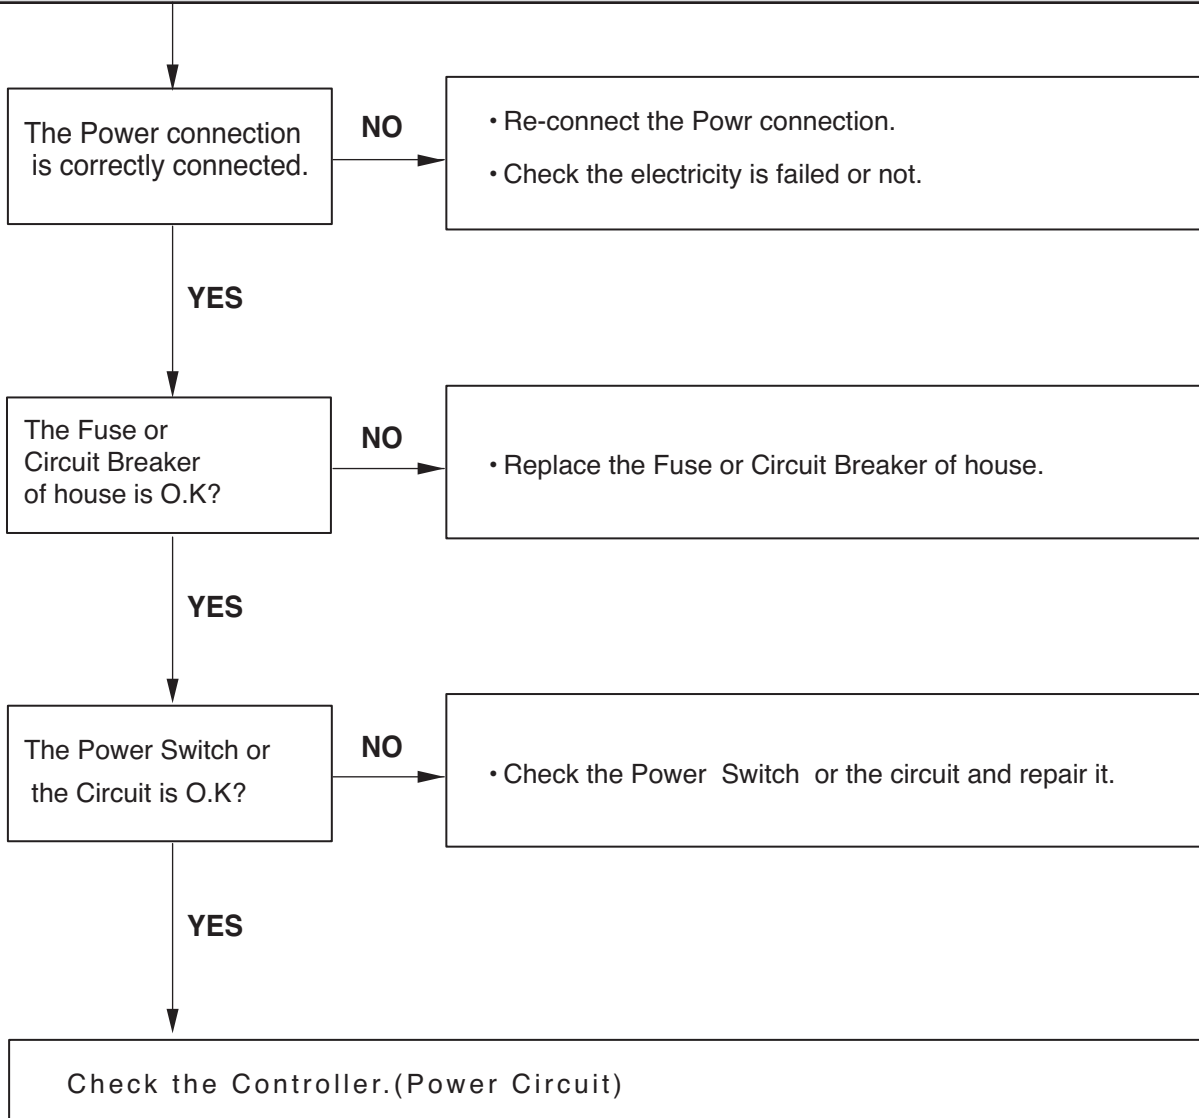 The Power connection
is correctly connected.
NO
• Re-connect the Powr connection.
• Check the electricity is failed or not.
YES
The Fuse or
Circuit Breaker
of house is O.K?
NO
• Replace the Fuse or Circuit Breaker of house.
YES
The Power Switch or
the Circuit is O.K?
NO
• Check the Power Switch or the circuit and repair it.
YES
Check the Controller.(Power Circuit)